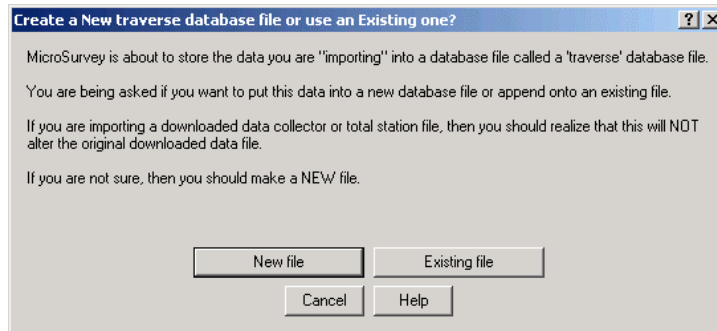 Create a New traverse database file or use an Existing one?
MicroSurvey is about to store the data you are "importing" into a database file called a 'traverse' database file.
You are being asked if you want to put this data into a new database file or append onto an existing file.
If you are importing a downloaded data collector or total station file, then you should realize that this will NOT
alter the original downloaded data file.
If you are not sure, then you should make a NEW file.
New file
Existing file
Cancel
Help